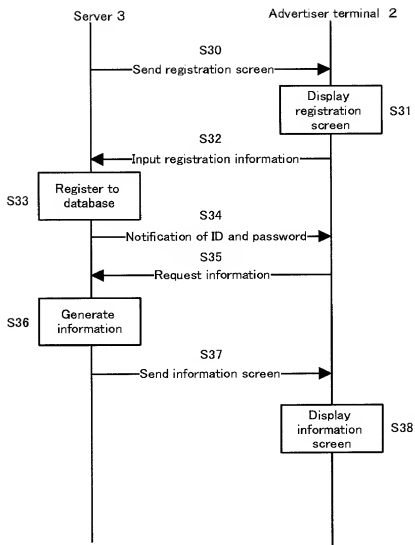 Server 3
Advertiser terminal 2
S30
Send registration screen
Display
registration
screen
S31
S32
Input registration information
S33
Register to
database
S34
Notification of ID and password
S35
Request information
S36
Generate
information
S37
Send information screen
Display
information
screen
S38